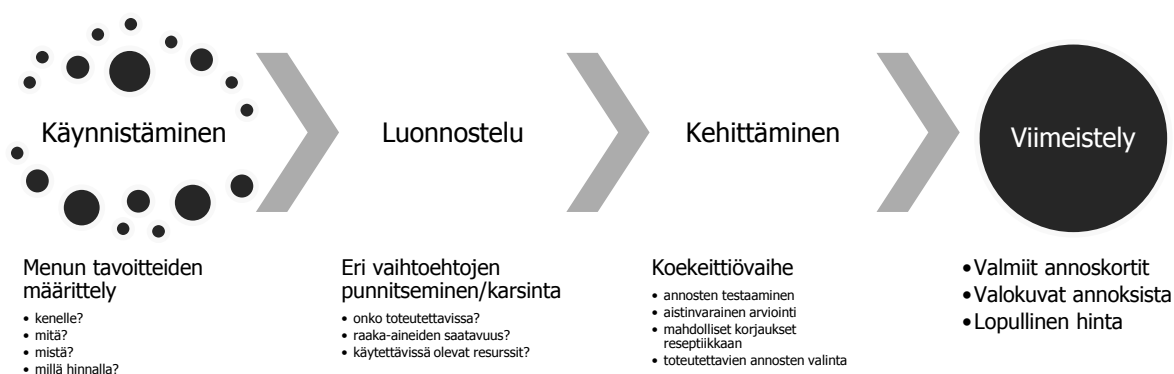 Käynnistäminen
Luonnostelu
Kehittäminen
Viimeistely
Menun tavoitteiden
määrittely
• kenelle?
• mitä?
• mistä?
• millä hinnalla?
Eri vaihtoehtojen
punnitseminen/karsinta
• onko toteutettavissa?
• raaka-aineiden saatavuus?
• käytettävissä olevat resurssit?
Koekeittiövaihe
• annosten testaaminen
• aistinvarainen arviointi
• mahdolliset korjaukset
reseptiikkaan
• toteutettavien annosten valinta
• Valmiit annoskortit
• Valokuvat annoksista
• Lopullinen hinta